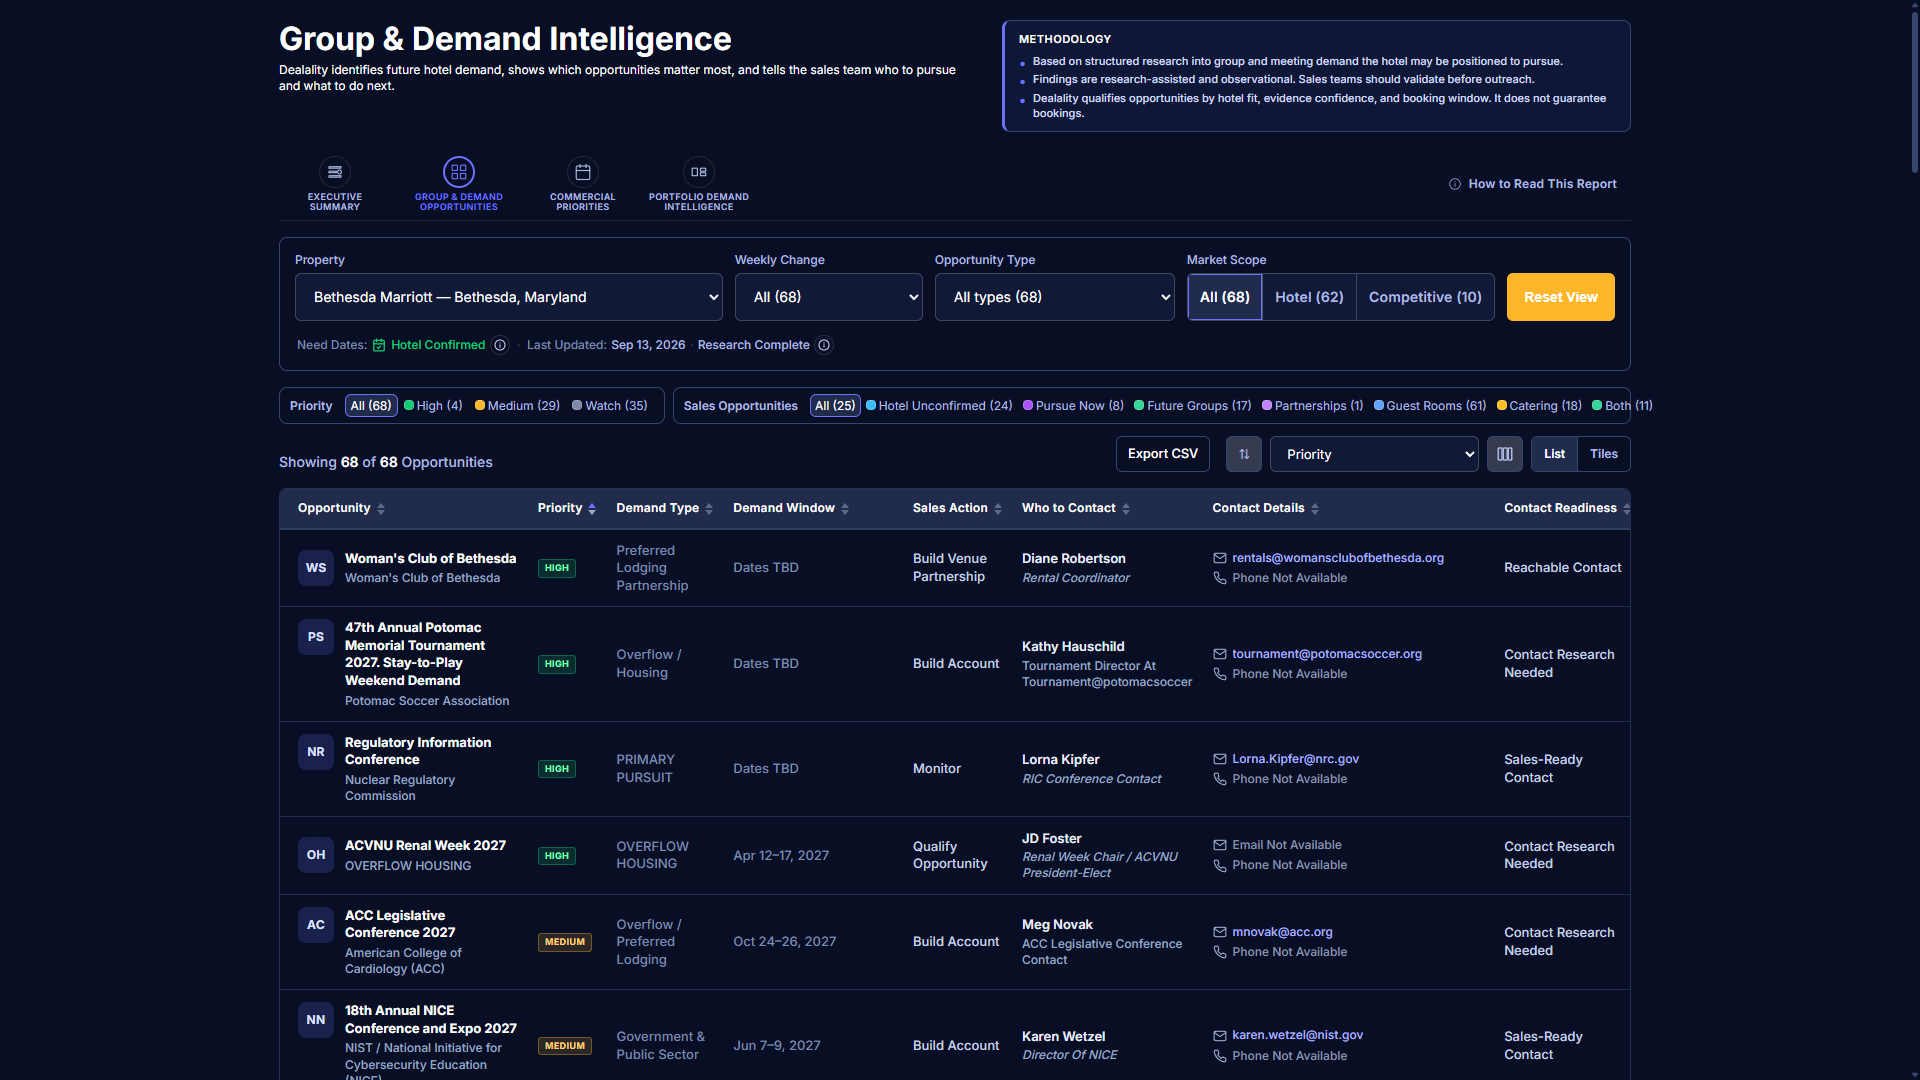 Group & Demand Intelligence
Dealality identifies future hotel demand, shows which opportunities matter most, and tells the sales team who to pursue
and what to do next.
METHODOLOGY
Based on structured research into group and meeting demand the hotel may be positioned to pursue.
Findings are research-assisted and observational. Sales teams should validate before outreach.
Dealality qualifies opportunities by hotel fit, evidence confidence, and booking window. It does not guarantee
bookings.
EXECUTIVE
SUMMARY
GROUP & DEMAND
OPPORTUNITIES
COMMERCIAL
PRIORITIES
PORTFOLIO DEMAND
INTELLIGENCE
How to Read This Report
Property
Weekly Change
Opportunity Type
Market Scope
Bethesda Marriott — Bethesda, Maryland
All (68)
All types (68)
All (68)
Hotel (62)
Competitive (10)
Reset View
Need Dates: Hotel Confirmed · Last Updated: Sep 13, 2026 · Research Complete
Priority All (68) High (4) Medium (29) Watch (35)
Sales Opportunities All (25) Hotel Unconfirmed (24) Pursue Now (8) Future Groups (17) Partnerships (1) Guest Rooms (61) Catering (18) Both (11)
Showing 68 of 68 Opportunities
Export CSV
Priority
List
Tiles
Opportunity Priority Demand Type Demand Window Sales Action Who to Contact Contact Details Contact Readiness
WS
Woman's Club of Bethesda
Woman's Club of Bethesda
HIGH
Preferred
Lodging
Partnership
Dates TBD
Build Venue
Partnership
Diane Robertson
Rental Coordinator
rentals@womansclubofbethesda.org
Phone Not Available
Reachable Contact
PS
47th Annual Potomac
Memorial Tournament
2027. Stay-to-Play
Weekend Demand
Potomac Soccer Association
HIGH
Overflow /
Housing
Dates TBD
Build Account
Kathy Hauschild
Tournament Director At
Tournament@potomacsoccer
tournament@potomacsoccer.org
Phone Not Available
Contact Research
Needed
NR
Regulatory Information
Conference
Nuclear Regulatory
Commission
HIGH
PRIMARY
PURSUIT
Dates TBD
Monitor
Lorna Kipfer
RIC Conference Contact
Lorna.Kipfer@nrc.gov
Phone Not Available
Sales-Ready
Contact
OH
ACVNU Renal Week 2027
OVERFLOW HOUSING
HIGH
OVERFLOW
HOUSING
Apr 12–17, 2027
Qualify
Opportunity
JD Foster
Renal Week Chair / ACVNU
President-Elect
Email Not Available
Phone Not Available
Contact Research
Needed
AC
ACC Legislative
Conference 2027
American College of
Cardiology (ACC)
MEDIUM
Overflow /
Preferred
Lodging
Oct 24–26, 2027
Build Account
Meg Novak
ACC Legislative Conference
Contact
mnovak@acc.org
Phone Not Available
Contact Research
Needed
NN
18th Annual NICE
Conference and Expo 2027
NIST / National Initiative for
Cybersecurity Education
(NICE)
MEDIUM
Government &
Public Sector
Jun 7–9, 2027
Build Account
Karen Wetzel
Director Of NICE
karen.wetzel@nist.gov
Phone Not Available
Sales-Ready
Contact